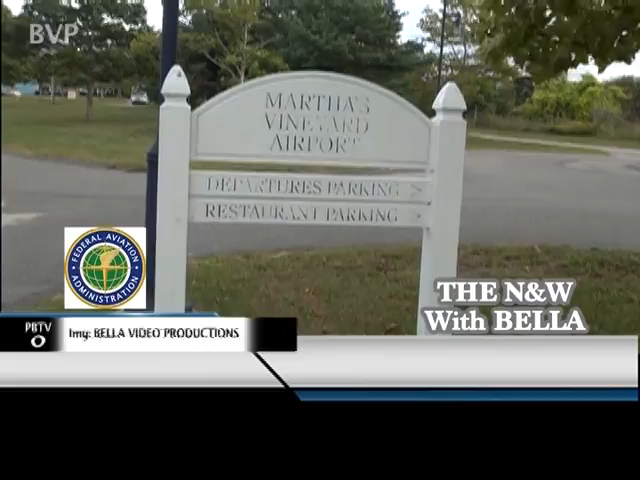 BVP
MARTHA'S
VINEYARD
AIRPORT
DEPARTURES PARKING >
RESTAURANT PARKING >
FEDERAL AVIATION
ADMINISTRATION
THE N&W
With BELLA
PBTV
Img: BELLA VIDEO PRODUCTIONS